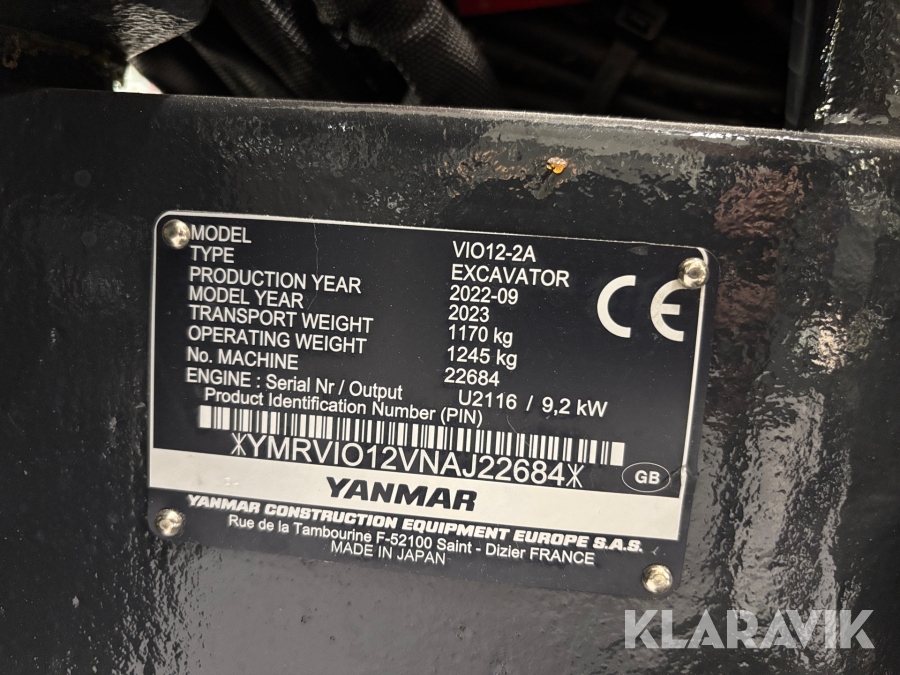 MODEL VIO12-2A
TYPE EXCAVATOR
PRODUCTION YEAR 2022-09
MODEL YEAR 2023
TRANSPORT WEIGHT 1170 kg
OPERATING WEIGHT 1245 kg
No. MACHINE 22684
ENGINE : Serial Nr / Output U2116 / 9,2 kW
Product Identification Number (PIN)
*YMRVIO12VNAJ22684*
CE
GB
YANMAR
YANMAR CONSTRUCTION EQUIPMENT EUROPE S.A.S.
Rue de la Tambourine F-52100 Saint - Dizier FRANCE
MADE IN JAPAN
KLARAVIK